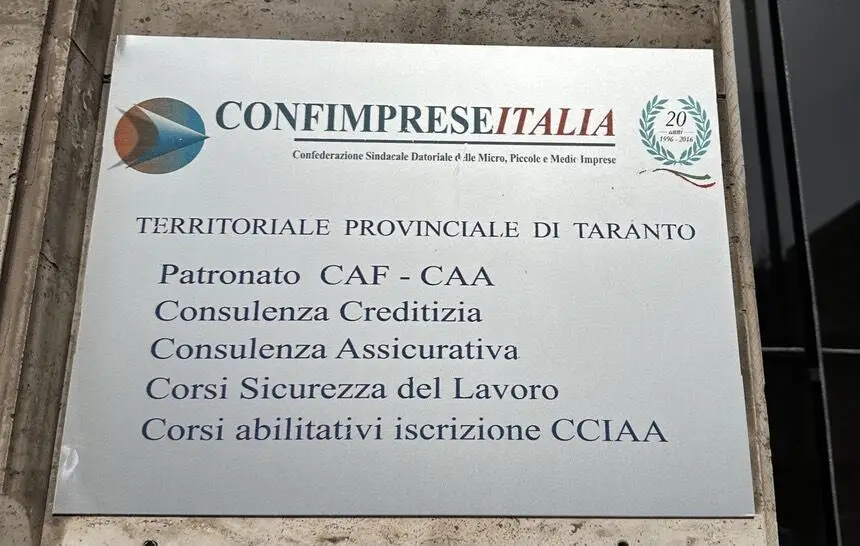 CONFIMPRESEITALIA
Confederazione Sindacale Datoriale delle Micro, Piccole e Medie Imprese
20
anni
1996 - 2016
TERRITORIALE PROVINCIALE DI TARANTO
Patronato CAF - CAA
Consulenza Creditizia
Consulenza Assicurativa
Corsi Sicurezza del Lavoro
Corsi abilitativi iscrizione CCIAA